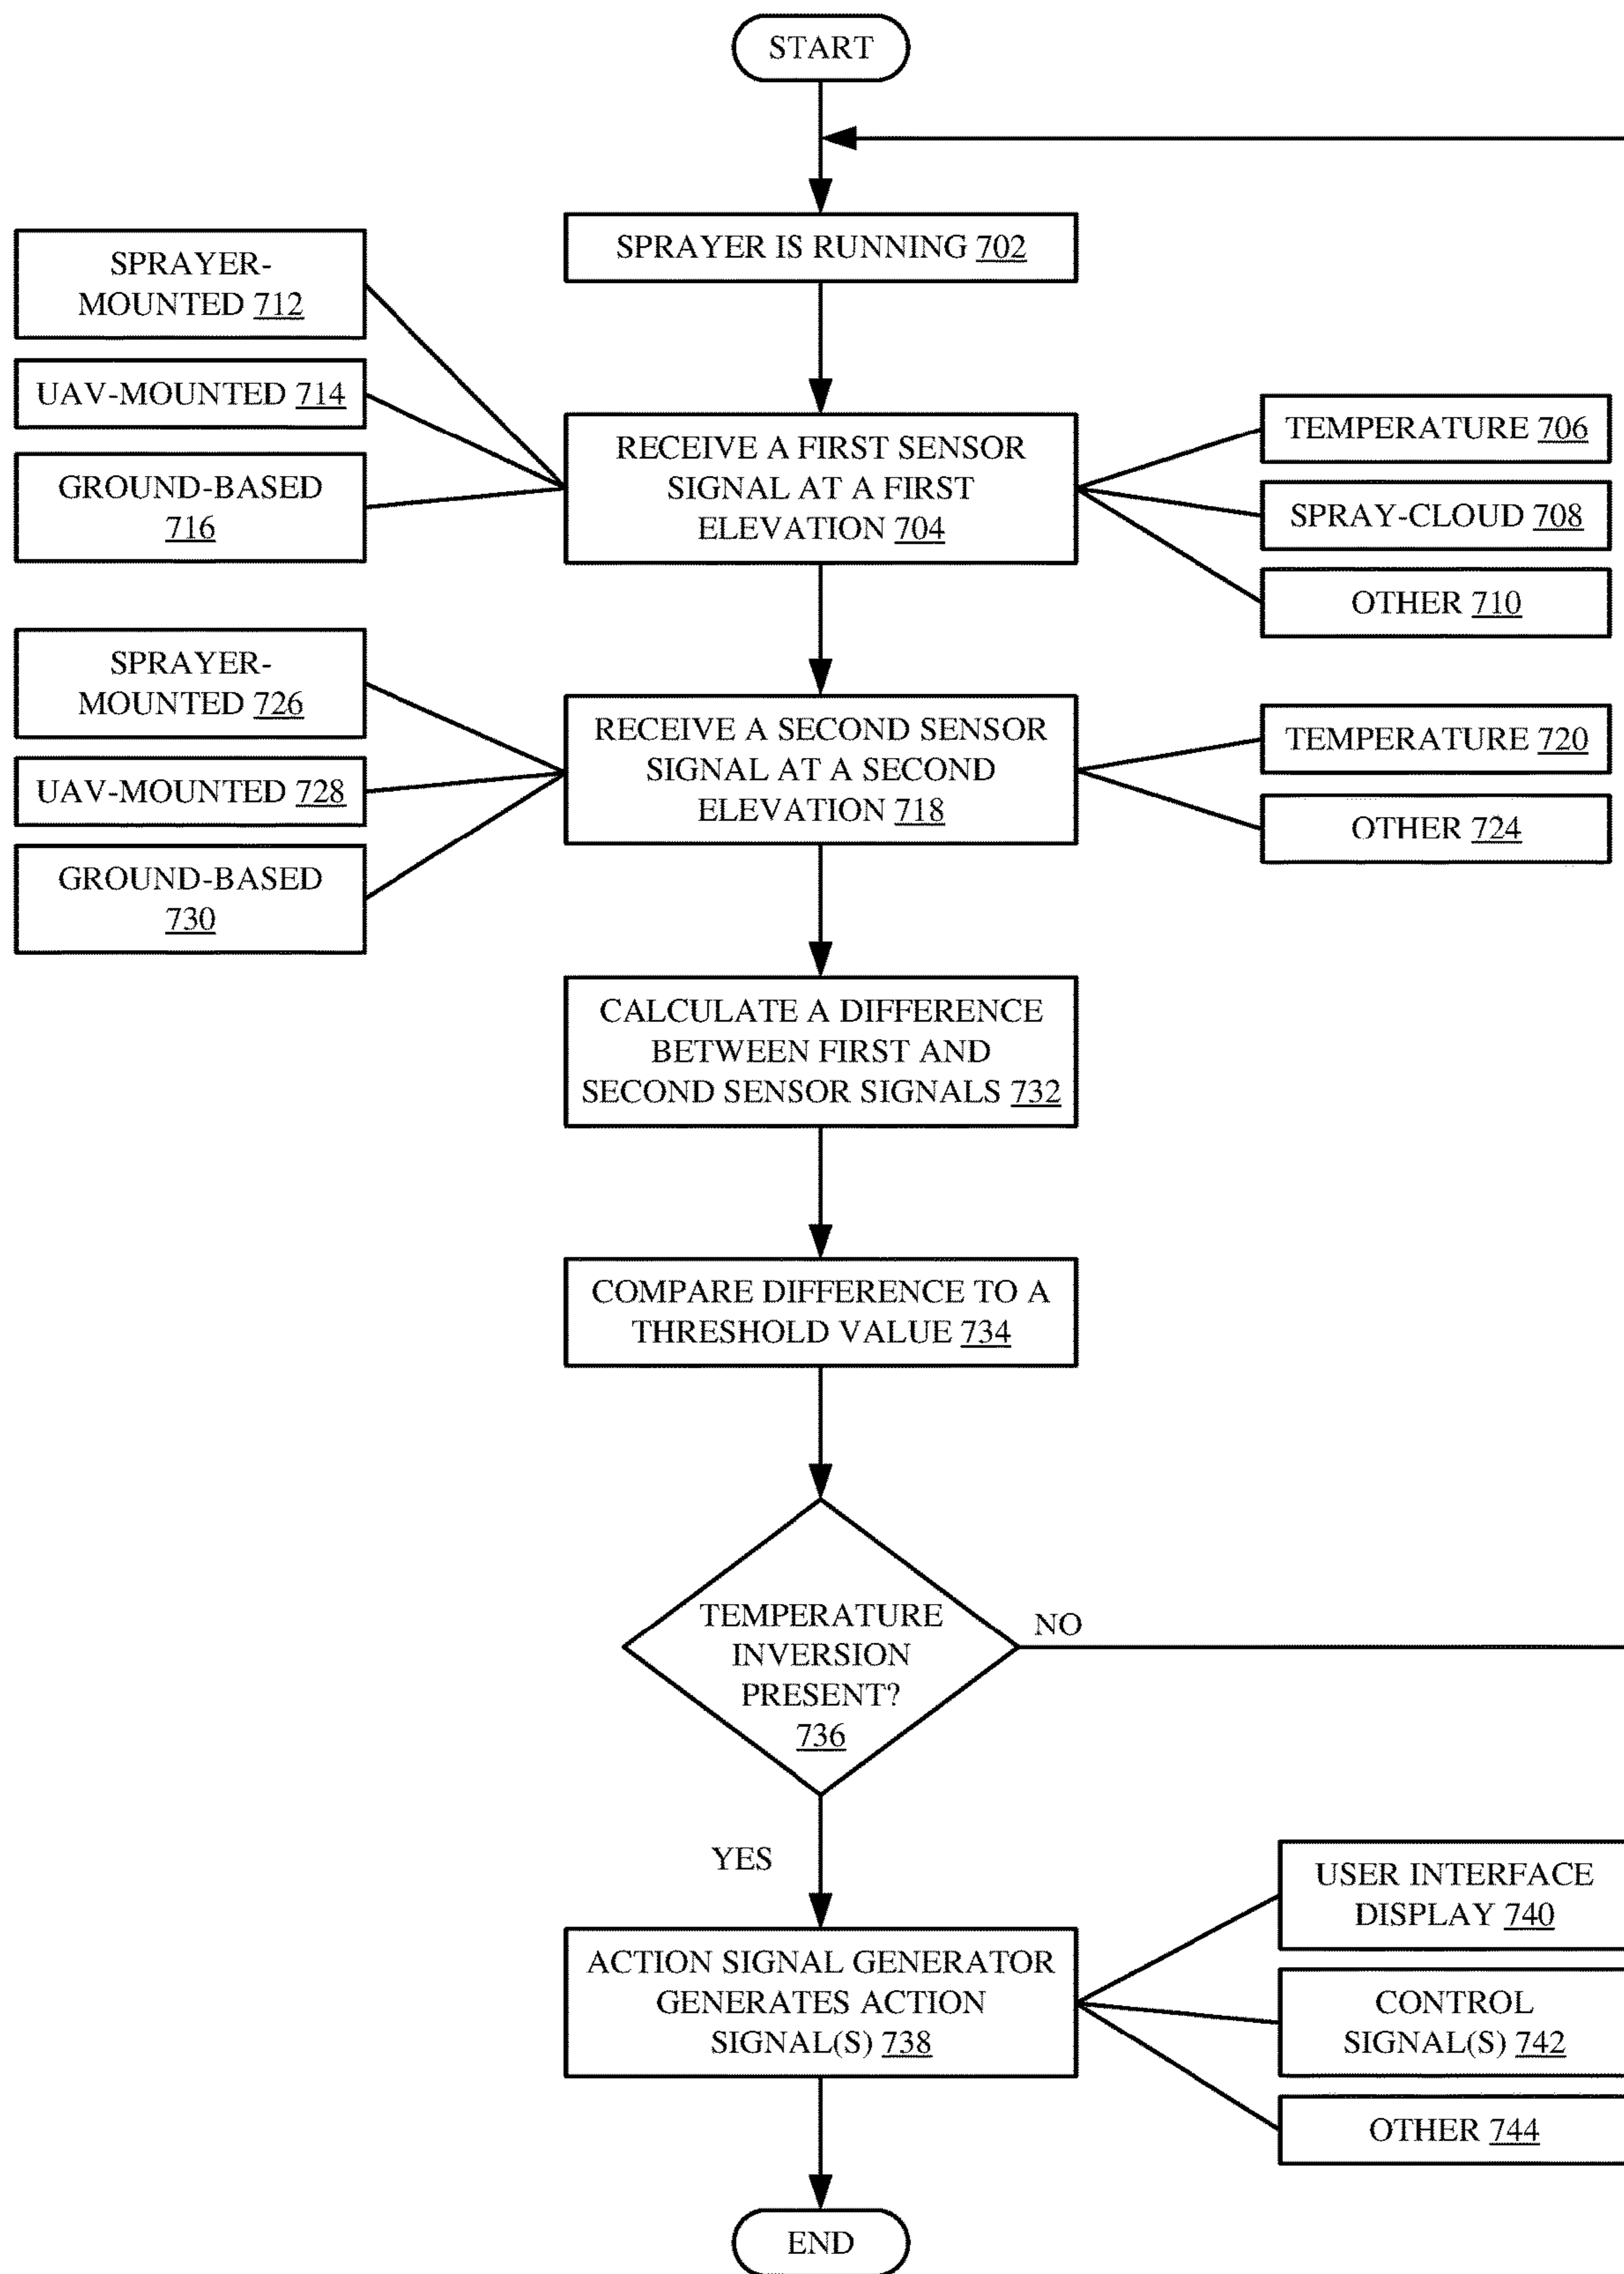 START
SPRAYER IS RUNNING 702
SPRAYER-
MOUNTED 712
UAV-MOUNTED 714
GROUND-BASED
716
RECEIVE A FIRST SENSOR
SIGNAL AT A FIRST
ELEVATION 704
TEMPERATURE 706
SPRAY-CLOUD 708
OTHER 710
SPRAYER-
MOUNTED 726
UAV-MOUNTED 728
GROUND-BASED
730
RECEIVE A SECOND SENSOR
SIGNAL AT A SECOND
ELEVATION 718
TEMPERATURE 720
OTHER 724
CALCULATE A DIFFERENCE
BETWEEN FIRST AND
SECOND SENSOR SIGNALS 732
COMPARE DIFFERENCE TO A
THRESHOLD VALUE 734
TEMPERATURE
INVERSION
PRESENT?
736
NO
YES
ACTION SIGNAL GENERATOR
GENERATES ACTION
SIGNAL(S) 738
USER INTERFACE
DISPLAY 740
CONTROL
SIGNAL(S) 742
OTHER 744
END